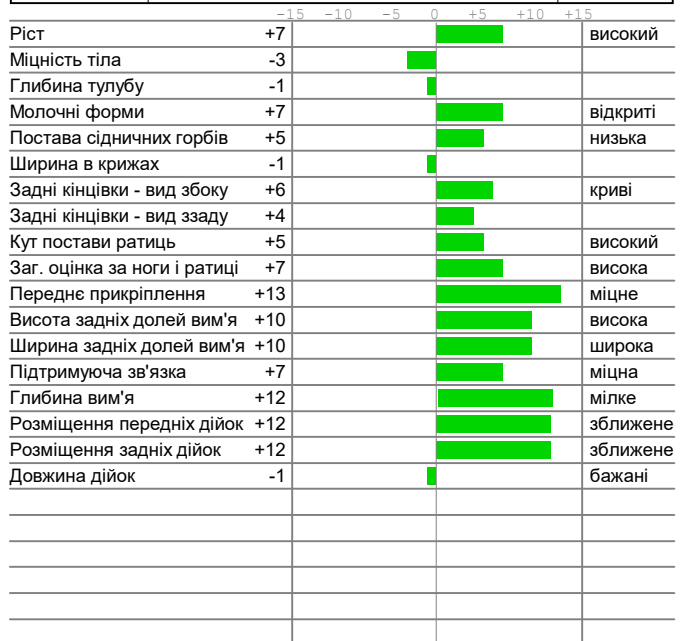 -15 -10 -5 0 +5 +10 +15
Ріст +7 високий
Міцність тіла -3
Глибина тулубу -1
Молочні форми +7 відкриті
Постава сідничних горбів +5 низька
Ширина в крижах -1
Задні кінцівки - вид збоку +6 криві
Задні кінцівки - вид ззаду +4
Кут постави ратиць +5 високий
Заг. оцінка за ноги і ратиці +7 висока
Переднє прикріплення +13 міцне
Висота задніх долей вим'я +10 висока
Ширина задніх долей вим'я +10 широка
Підтримуюча зв'язка +7 міцна
Глибина вим'я +12 мілке
Розміщення передніх дійок +12 зближене
Розміщення задніх дійок +12 зближене
Довжина дійок -1 бажані